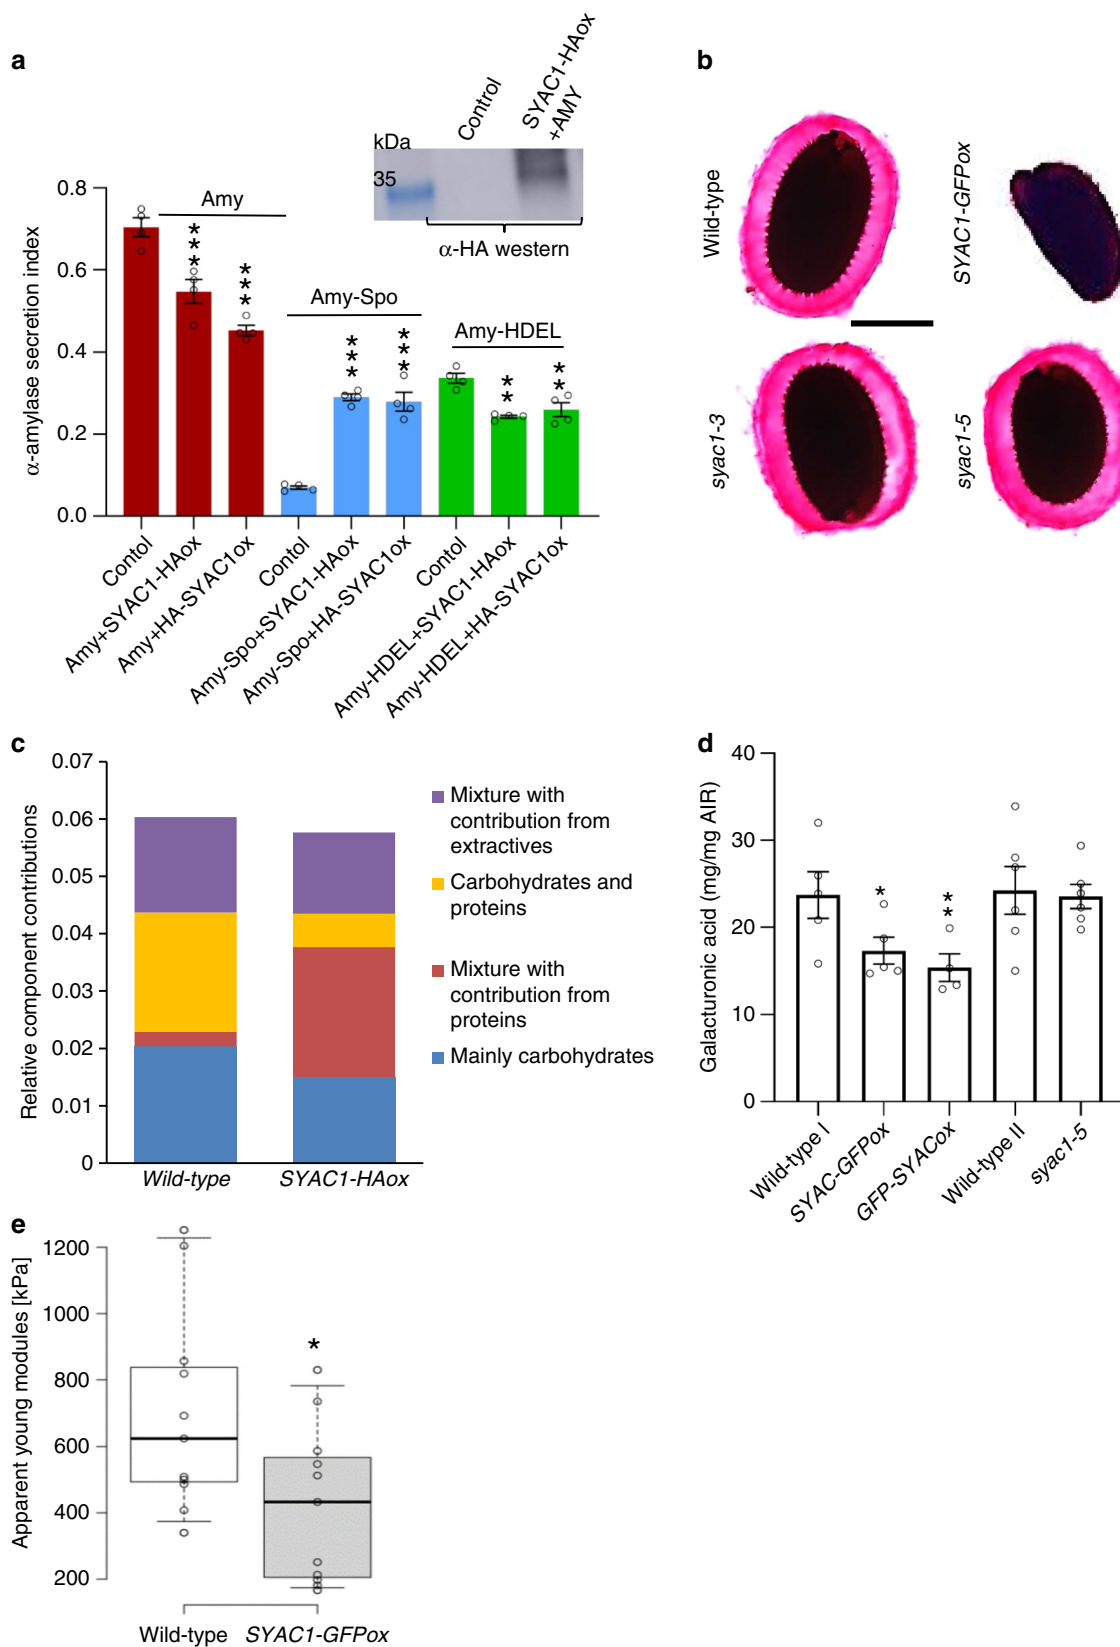 a
α-amylase secretion index
0.8
0.6
0.4
0.2
0.0
Amy
***
***
Amy-Spo
***
***
Amy-HDEL
**
**
Contol
Amy+SYAC1-HAox
Amy+HA-SYAC1ox
Contol
Amy-Spo+SYAC1-HAox
Amy-Spo+HA-SYAC1ox
Contol
Amy-HDEL+SYAC1-HAox
Amy-HDEL+HA-SYAC1ox
kDa
35
Control
SYAC1-HAox
+AMY
α-HA western
b
Wild-type
SYAC1-GFPox
syac1-3
syac1-5
c
Relative component contributions
0.07
0.06
0.05
0.04
0.03
0.02
0.01
0
Wild-type
SYAC1-HAox
Mixture with
contribution from
extractives
Carbohydrates and
proteins
Mixture with
contribution from
proteins
Mainly carbohydrates
d
Galacturonic acid (mg/mg AIR)
40
30
20
10
0
*
**
Wild-type I
SYAC-GFPox
GFP-SYACox
Wild-type II
syac1-5
e
Apparent young modules [kPa]
1200
1000
800
600
400
200
*
Wild-type
SYAC1-GFPox